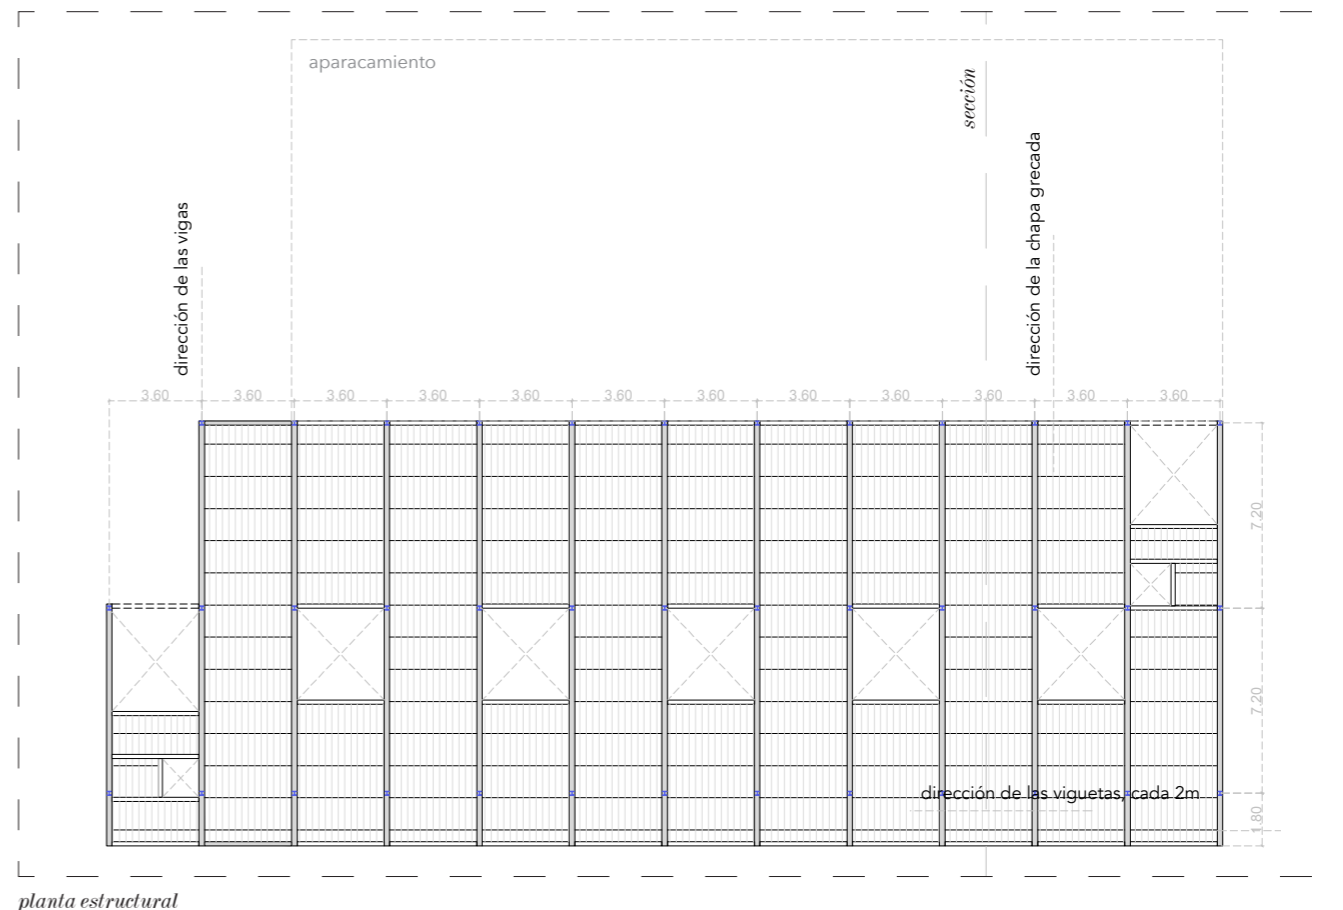 aparacamiento
sección
dirección de la chapa grecada
dirección de las vigas
3.60 3.60 3.60 3.60 3.60 3.60 3.60 3.60 3.60 3.60 3.60 3.60
7.20
7.20
dirección de las viguetas, cada 2m
1.80
planta estructural